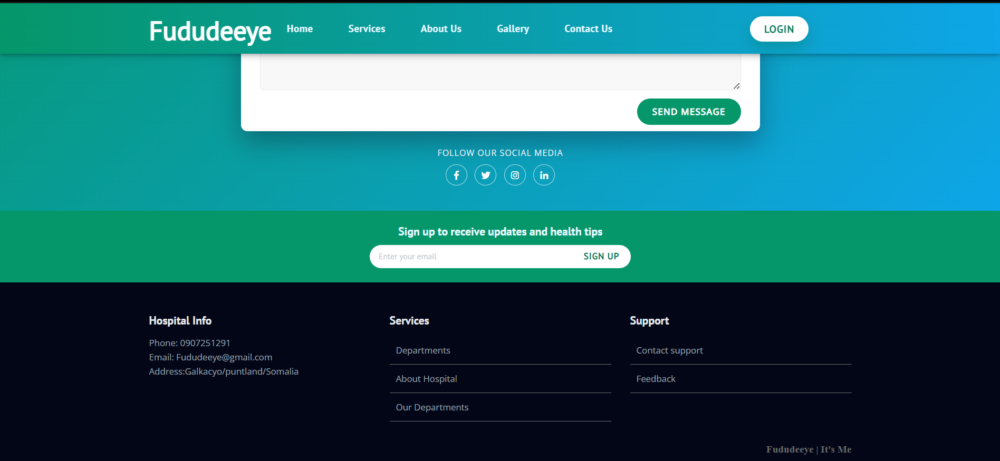 Fududeeye
Home Services About Us Gallery Contact Us
LOGIN
SEND MESSAGE
FOLLOW OUR SOCIAL MEDIA
Sign up to receive updates and health tips
Enter your email SIGN UP
Hospital Info
Phone: 0907251291
Email: Fududeeye@gmail.com
Address:Galkacyo/puntland/Somalia
Services
Departments
About Hospital
Our Departments
Support
Contact support
Feedback
Fududeeye | It's Me